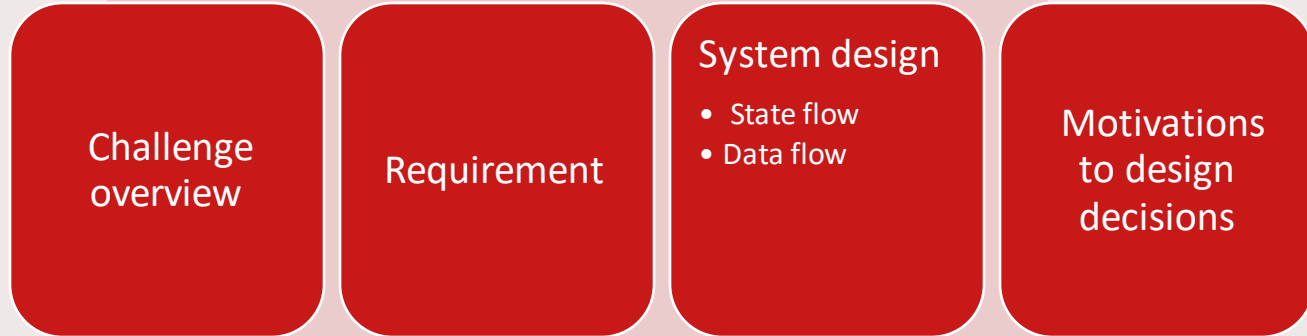 Challenge
overview
Requirement
System design
• State flow
• Data flow
Motivations
to design
decisions